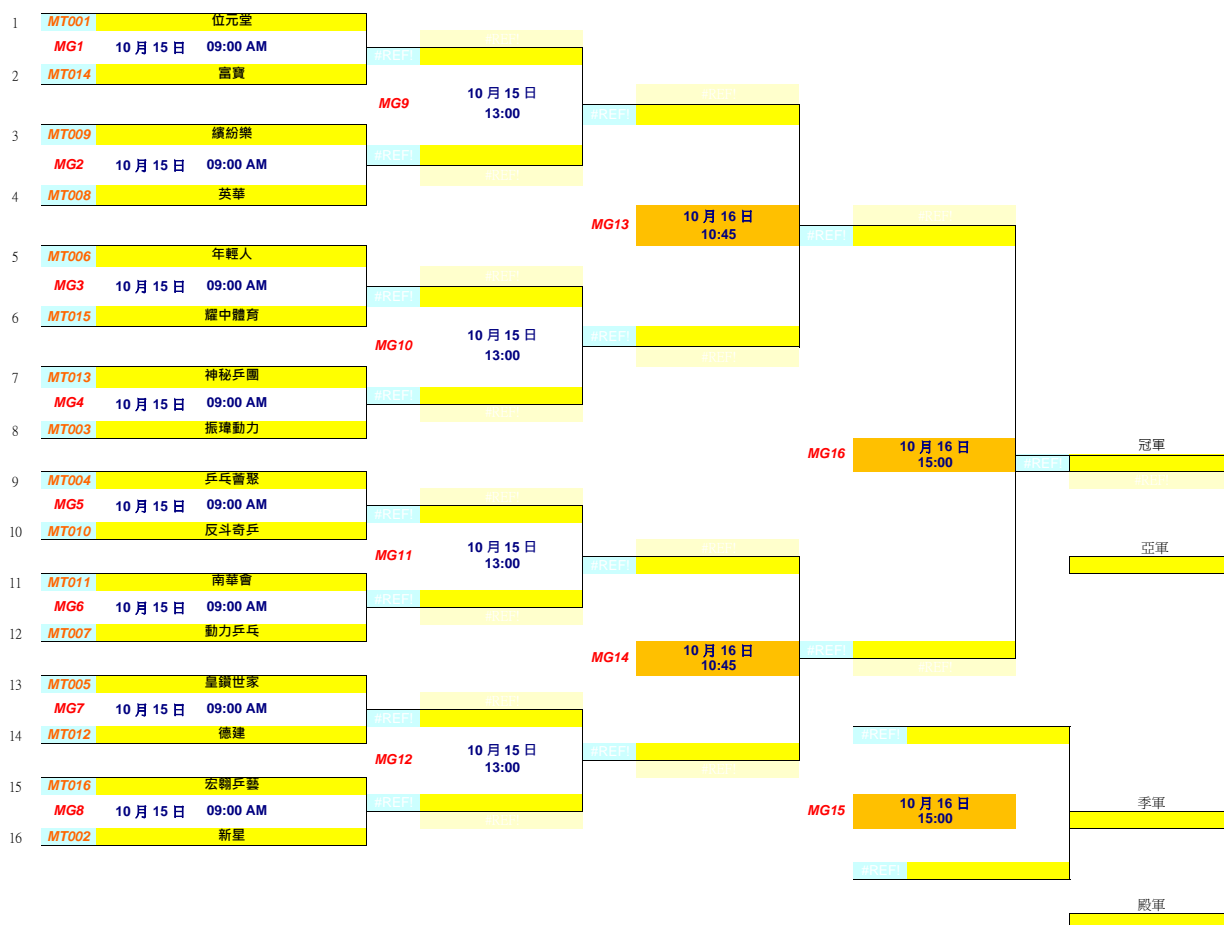 1 MT001 位元堂
MG1 10 月 15 日 09:00 AM
2 MT014 富寶
3 MT009 繽紛樂
MG2 10 月 15 日 09:00 AM
4 MT008 英華
5 MT006 年輕人
MG3 10 月 15 日 09:00 AM
6 MT015 耀中體育
7 MT013 神秘乒團
MG4 10 月 15 日 09:00 AM
8 MT003 振瑋動力
9 MT004 乒乓薈聚
MG5 10 月 15 日 09:00 AM
10 MT010 反斗奇乒
11 MT011 南華會
MG6 10 月 15 日 09:00 AM
12 MT007 動力乒乓
13 MT005 皇鑽世家
MG7 10 月 15 日 09:00 AM
14 MT012 德建
15 MT016 宏翱乒藝
MG8 10 月 15 日 09:00 AM
16 MT002 新星
#REF!
MG9 10 月 15 日
13:00
#REF!
#REF!
MG10 10 月 15 日
13:00
#REF!
#REF!
MG11 10 月 15 日
13:00
#REF!
#REF!
MG12 10 月 15 日
13:00
#REF!
#REF!
MG13 10 月 16 日
10:45
#REF!
#REF!
MG14 10 月 16 日
10:45
#REF!
#REF!
MG16 10 月 16 日
15:00
#REF!
#REF!
MG15 10 月 16 日
15:00
#REF!
冠軍
#REF!
亞軍
季軍
殿軍